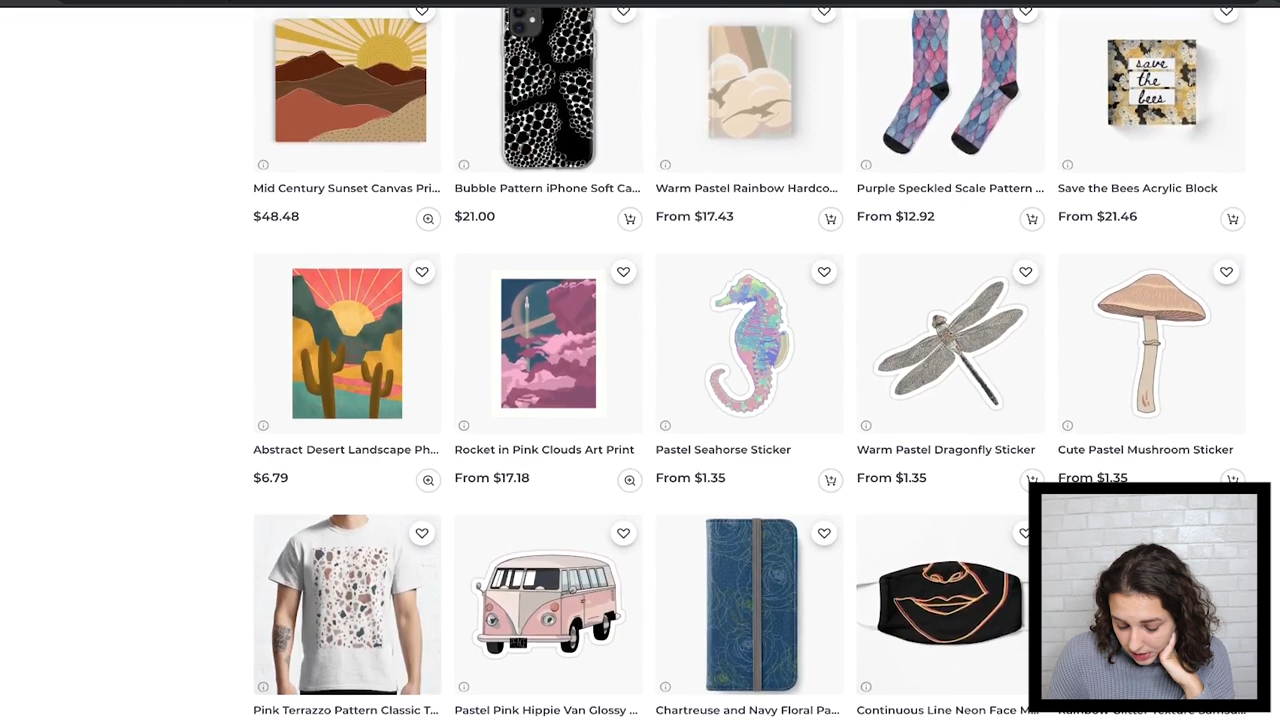 save
the
bees
Mid Century Sunset Canvas Pri...
Bubble Pattern iPhone Soft Ca...
Warm Pastel Rainbow Hardco...
Purple Speckled Scale Pattern ...
Save the Bees Acrylic Block
$48.48
$21.00
From $17.43
From $12.92
From $21.46
Abstract Desert Landscape Ph...
Rocket in Pink Clouds Art Print
Pastel Seahorse Sticker
Warm Pastel Dragonfly Sticker
Cute Pastel Mushroom Sticker
$6.79
From $17.18
From $1.35
From $1.35
From $1.35
Pink Terrazzo Pattern Classic T...
Pastel Pink Hippie Van Glossy ...
Chartreuse and Navy Floral Pa...
Continuous Line Neon Face M...